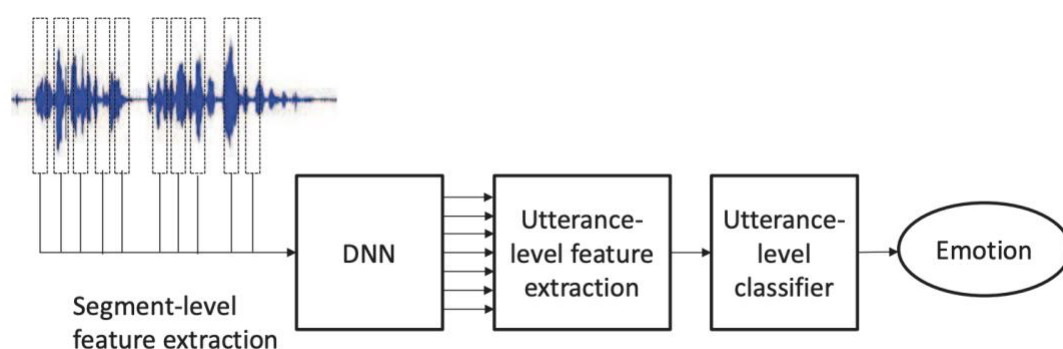 Segment-level
feature extraction
DNN
Utterance-
level feature
extraction
Utterance-
level
classifier
Emotion